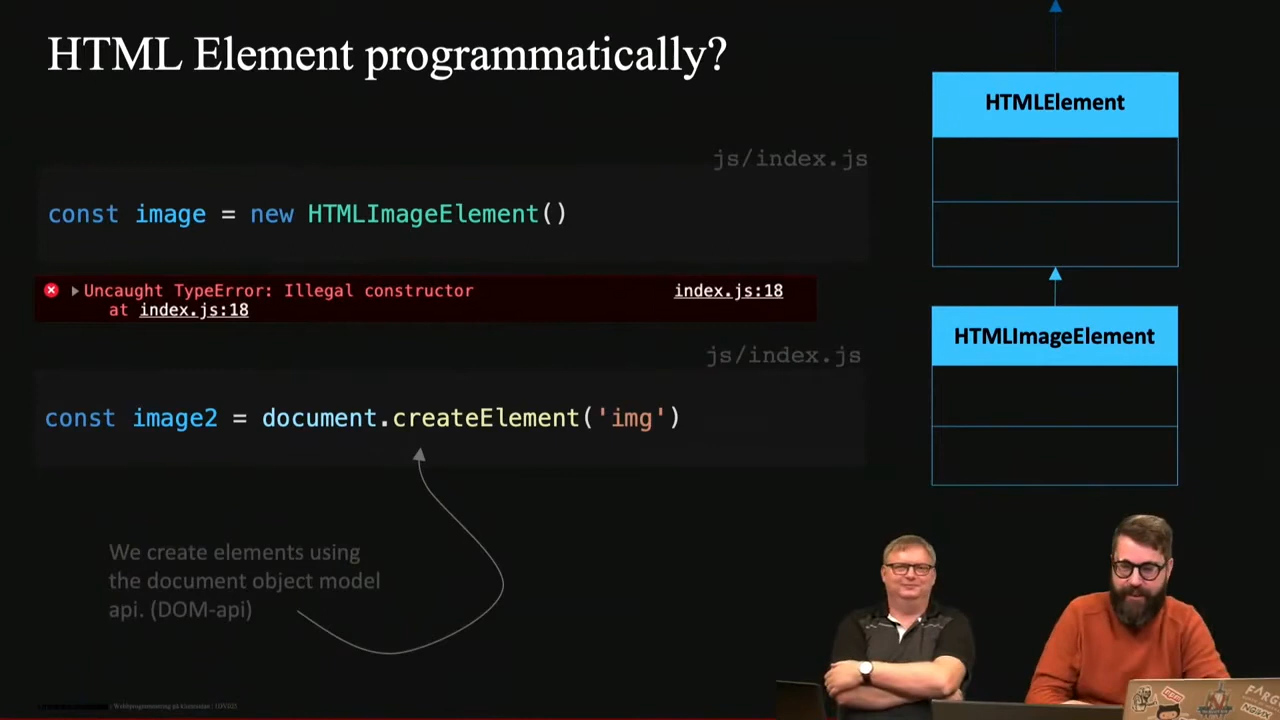 HTML Element programmatically?
HTMLElement
js/index.js
const image = new HTMLImageElement()
Uncaught TypeError: Illegal constructor
index.js:18
at index.js:18
HTMLImageElement
js/index.js
const image2 = document.createElement('img')
We create elements using
the document object model
api. (DOM-api)
npm